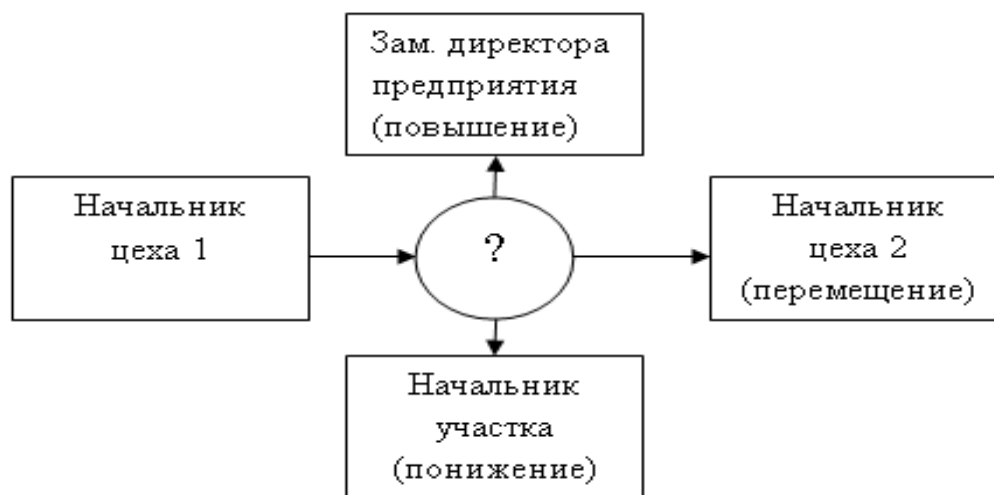 Зам. директора
предприятия
(повышение)
Начальник
цеха 1
?
Начальник
цеха 2
(перемещение)
Начальник
участка
(понижение)